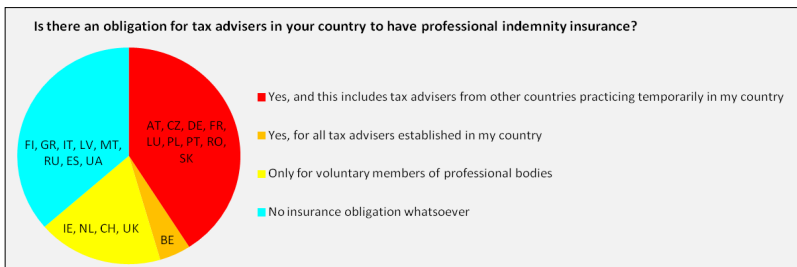 Is there an obligation for tax advisers in your country to have professional indemnity insurance?
AT, CZ, DE, FR,
LU, PL, PT, RO,
SK
BE
IE, NL, CH, UK
FI, GR, IT, LV, MT,
RU, ES, UA
Yes, and this includes tax advisers from other countries practicing temporarily in my country
Yes, for all tax advisers established in my country
Only for voluntary members of professional bodies
No insurance obligation whatsoever